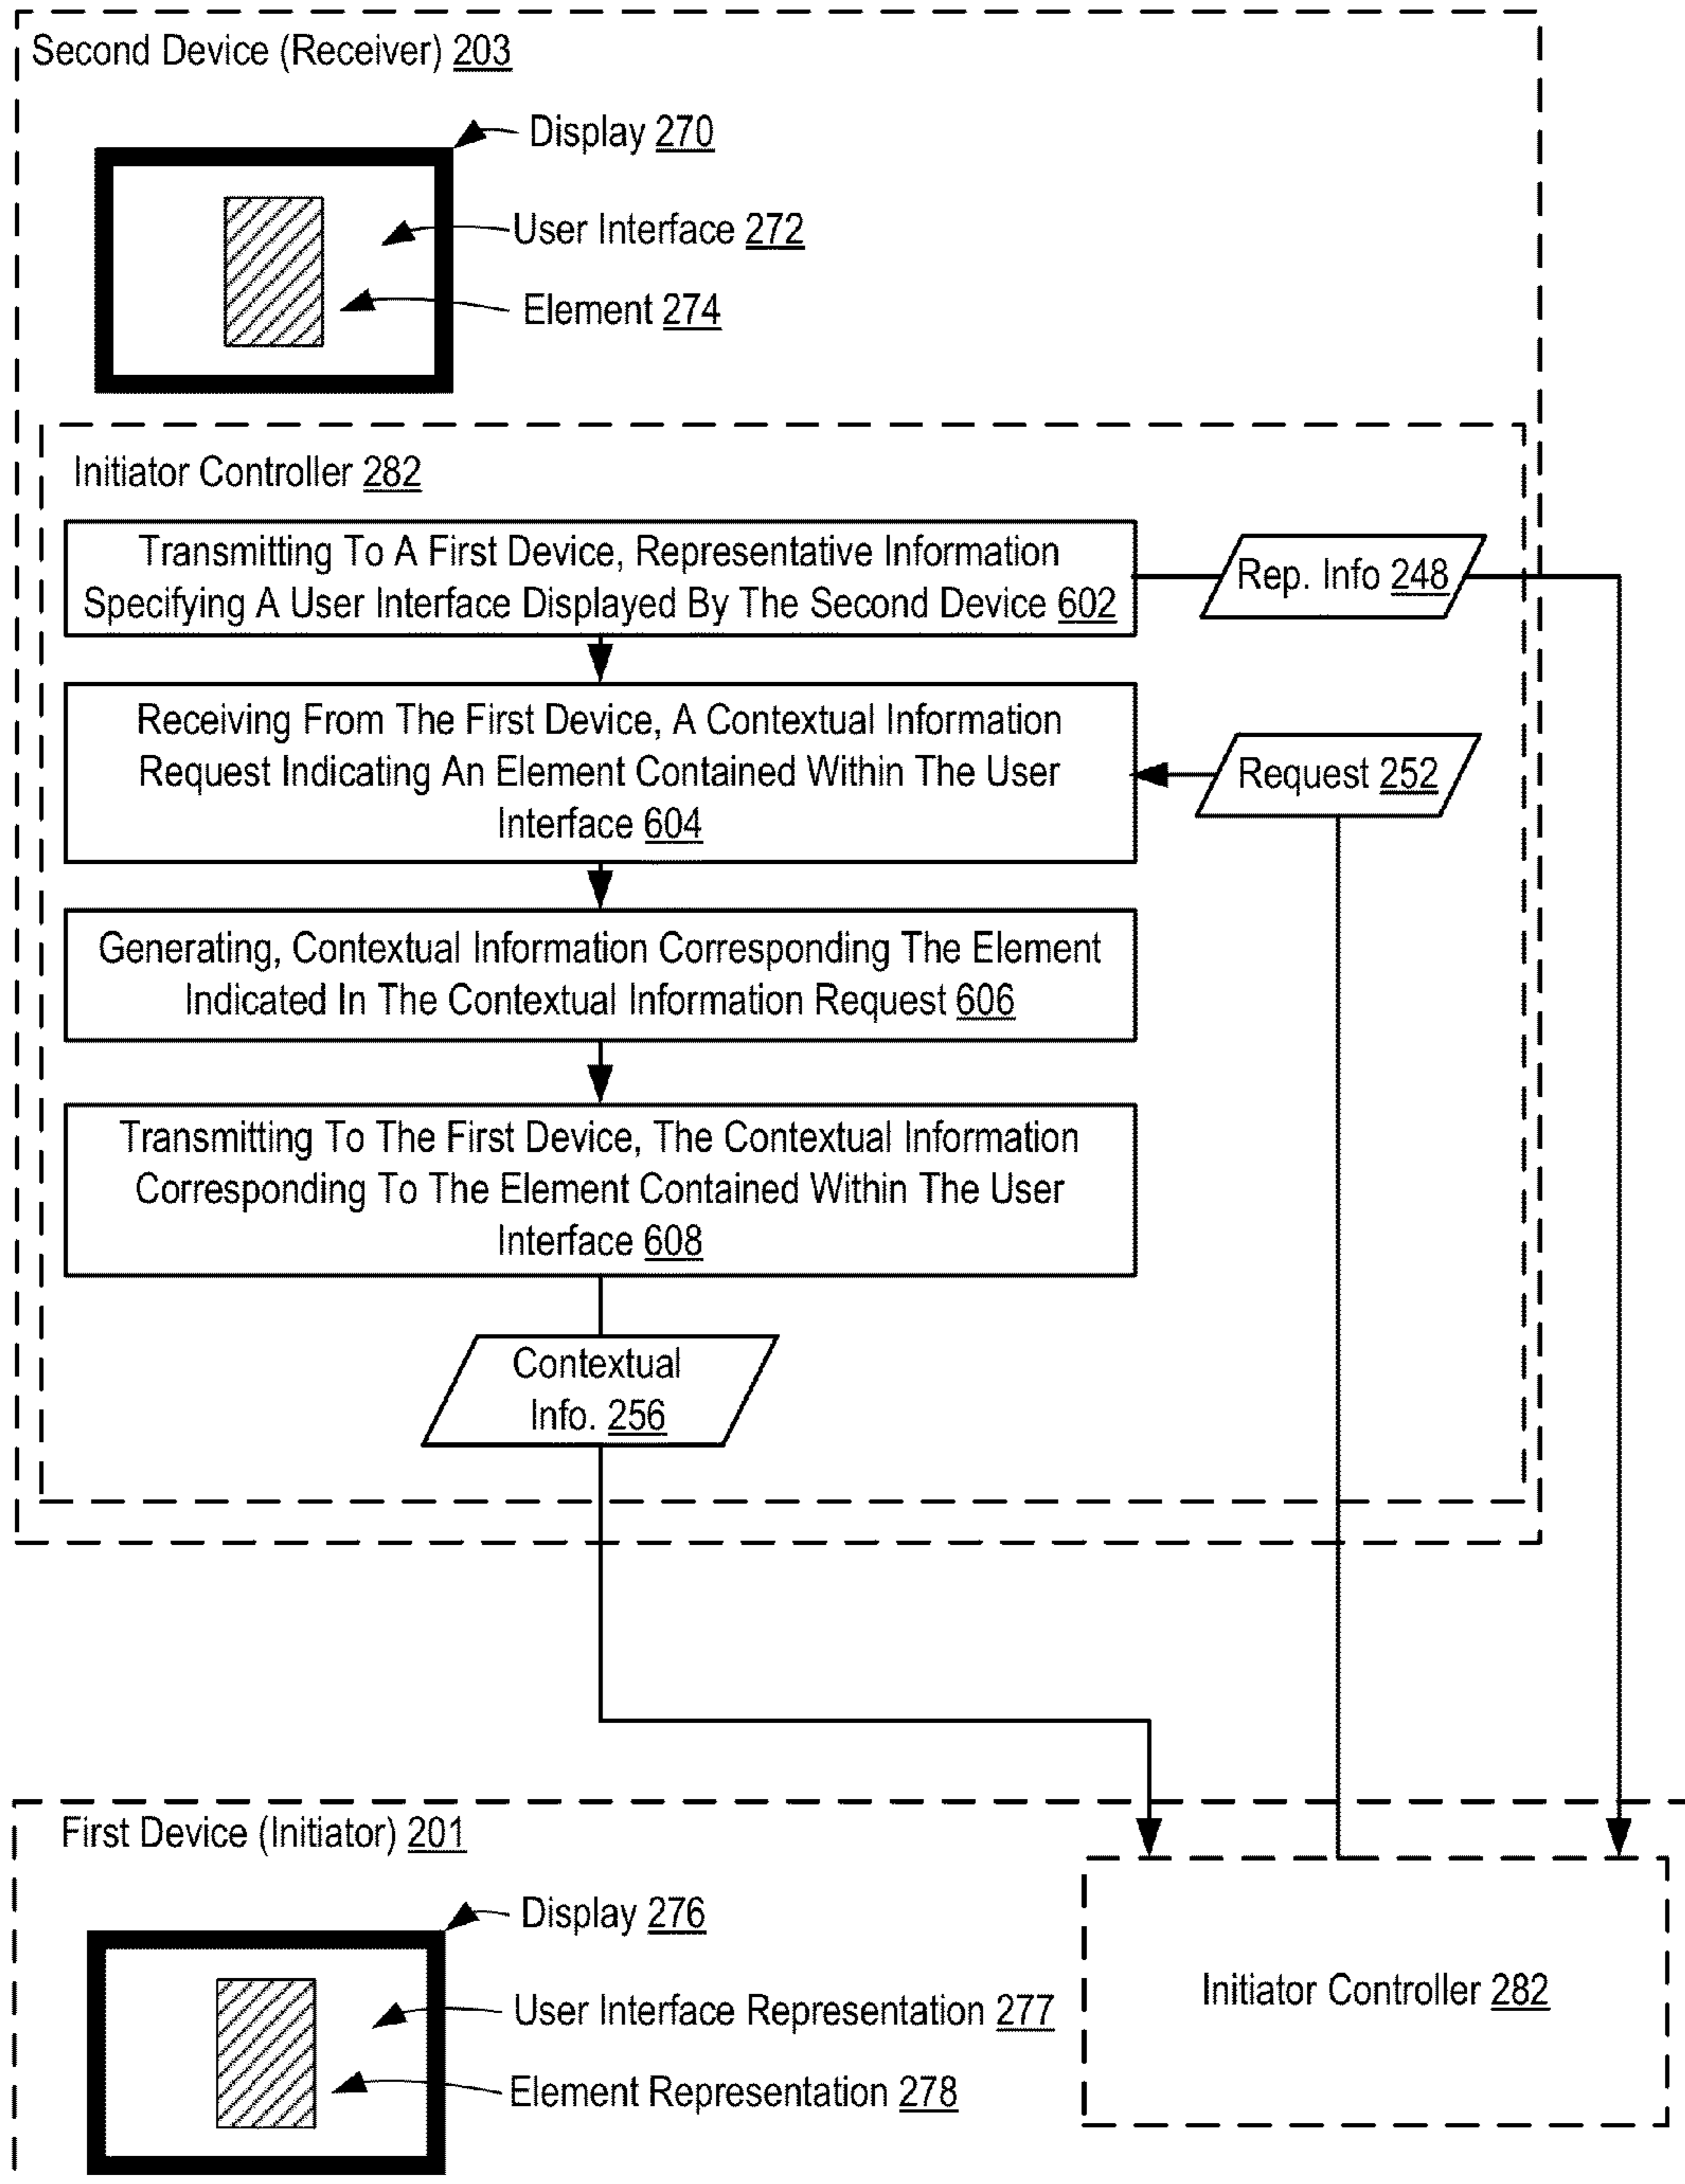 Second Device (Receiver) 203
Display 270
User Interface 272
Element 274
Initiator Controller 282
Transmitting To A First Device, Representative Information
Specifying A User Interface Displayed By The Second Device 602
Rep. Info 248
Receiving From The First Device, A Contextual Information
Request Indicating An Element Contained Within The User
Interface 604
Request 252
Generating, Contextual Information Corresponding The Element
Indicated In The Contextual Information Request 606
Transmitting To The First Device, The Contextual Information
Corresponding To The Element Contained Within The User
Interface 608
Contextual
Info. 256
First Device (Initiator) 201
Display 276
User Interface Representation 277
Element Representation 278
Initiator Controller 282